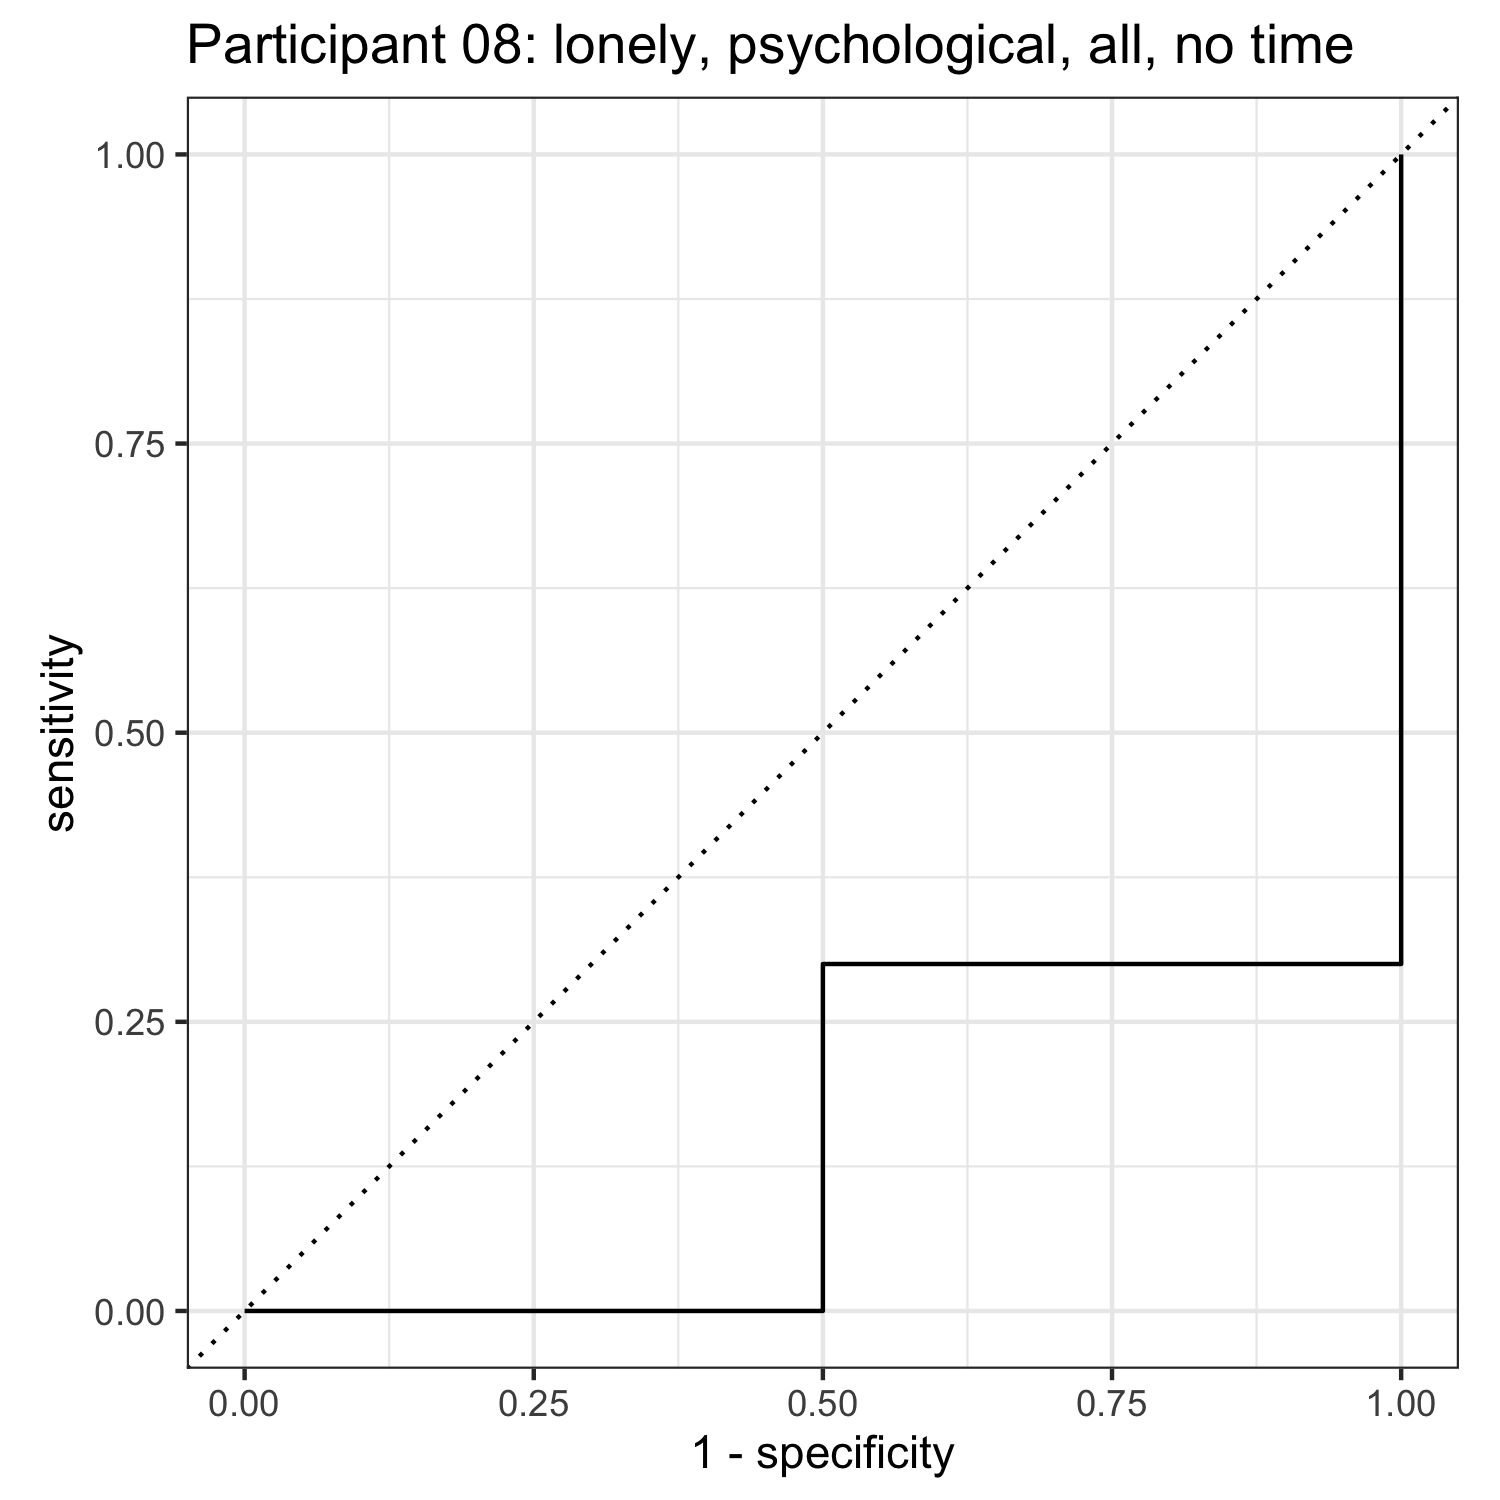 Participant 08: lonely, psychological, all, no time
1.00
0.75
0.50
0.25
0.00
sensitivity
0.00 0.25 0.50 0.75 1.00
1 - specificity